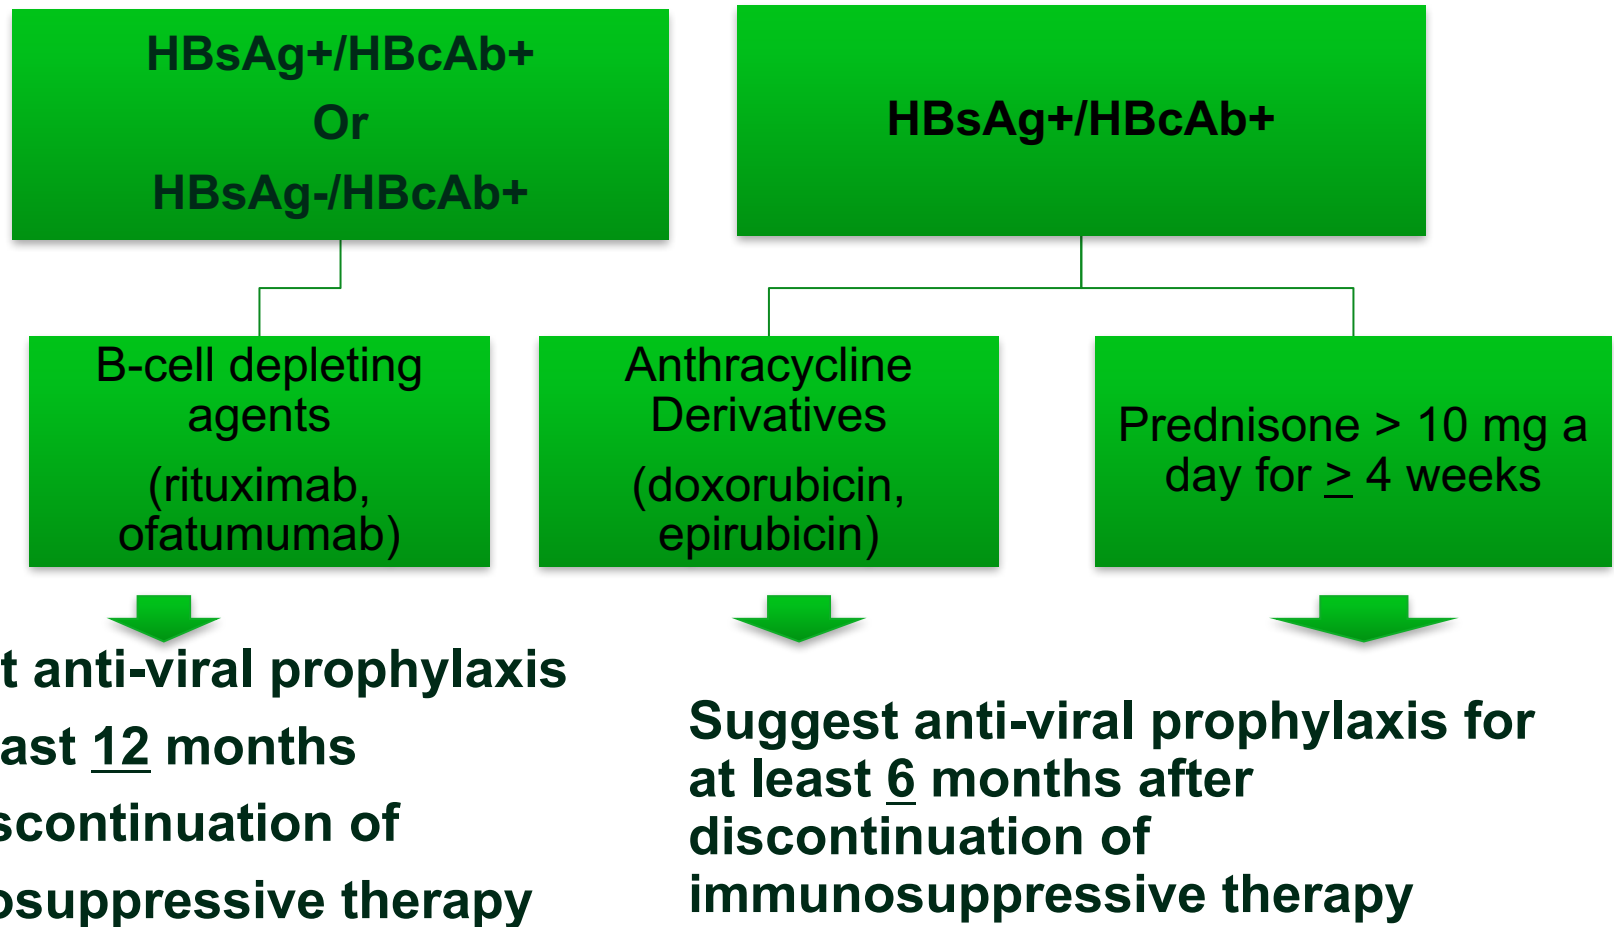 HBsAg+/HBcAb+
Or
HBsAg-/HBcAb+
HBsAg+/HBcAb+
B-cell depleting
agents
(rituximab,
ofatumumab)
Anthracycline
Derivatives
(doxorubicin,
epirubicin)
Prednisone > 10 mg a
day for ≥ 4 weeks
t anti-viral prophylaxis
ast 12 months
scontinuation of
osuppressive therapy
Suggest anti-viral prophylaxis for
at least 6 months after
discontinuation of
immunosuppressive therapy